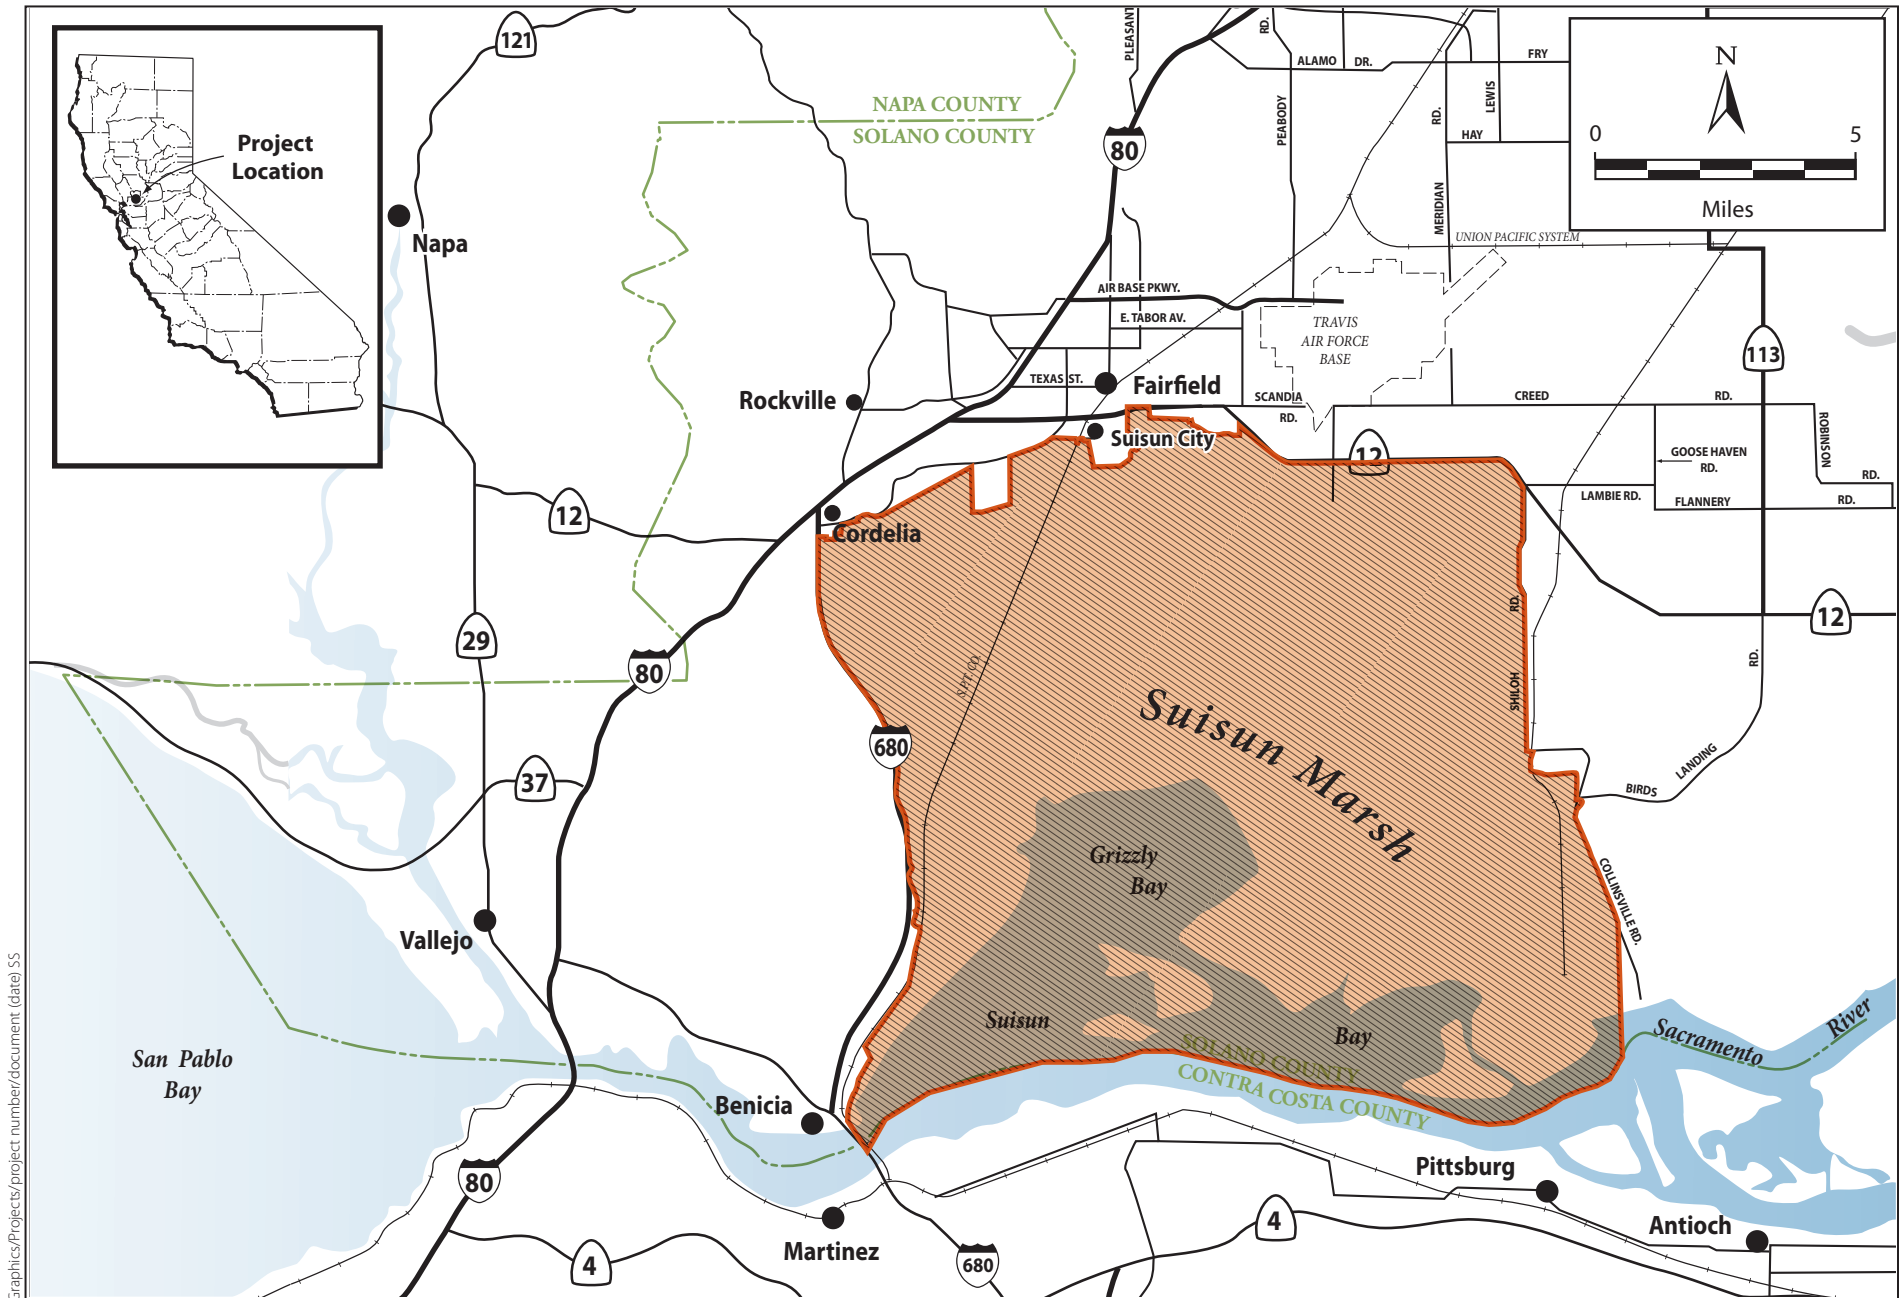 121
PLEASANT
RD.
ALAMO DR.
FRY
LEWIS
RD.
HAY
PEABODY
MERIDIAN
N
0
5
Miles
Project
Location
NAPA COUNTY
SOLANO COUNTY
80
Napa
UNION PACIFIC SYSTEM
AIR BASE PKWY.
E. TABOR AV.
TRAVIS
AIR FORCE
BASE
113
TEXAS ST.
Fairfield
Rockville
SCANDIA
RD.
CREED
RD.
Suisun City
12
GOOSE HAVEN
RD.
ROBINSON
RD.
LAMBIE RD.
FLANNERY
RD.
12
Cordelia
RD.
12
29
80
S.P.T. CO.
SHILOH
RD.
Suisun Marsh
680
37
LANDING
BIRDS
Grizzly
Bay
COLLINSVILLE RD.
Vallejo
Suisun
Bay
Sacramento
River
SOLANO COUNTY
CONTRA COSTA COUNTY
San Pablo
Bay
Benicia
80
Pittsburg
Martinez
4
Antioch
4
680
Graphics/Projects/project number/document (date) SS